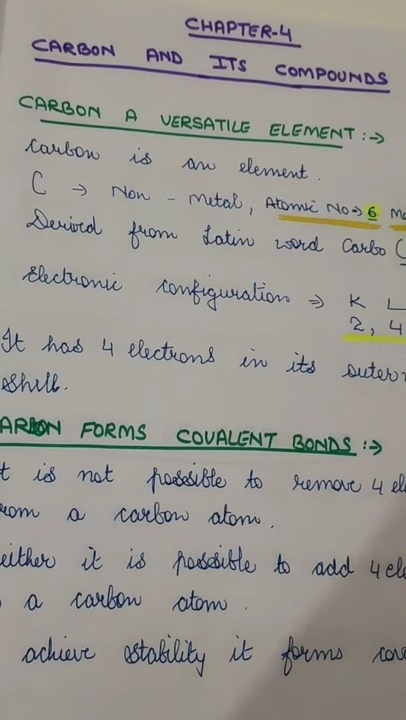 CHAPTER-4
CARBON AND ITS COMPOUNDS
CARBON A VERSATILE ELEMENT :→
Carbon is an element.
C → Non - Metal, Atomic No → 6
Derived from Latin word Carbo
Electronic configuration ⇒ K L
2, 4
It has 4 electrons in its outer
shell.
FORMS COVALENT BONDS :→
is not possible to remove 4
a carbon atom.
it is possible to add 4
a carbon atom.
achieve stability it forms